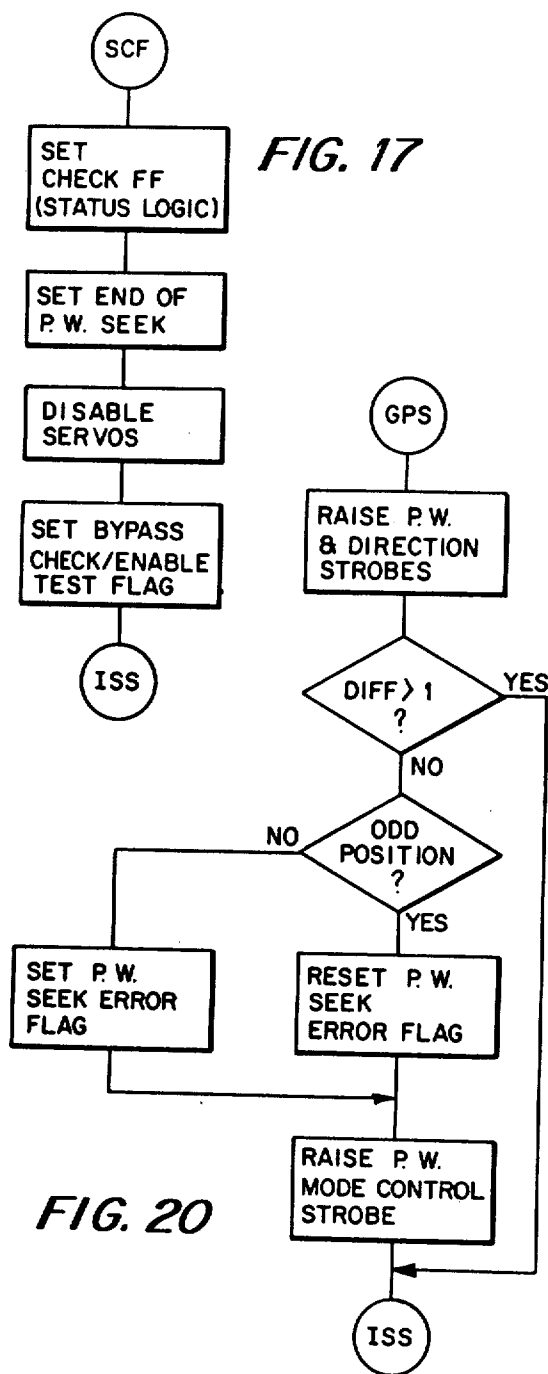 SCF
FIG. 17
SET
CHECK FF
(STATUS LOGIC)
SET END OF
P. W. SEEK
DISABLE
SERVOS
SET BYPASS
CHECK/ENABLE
TEST FLAG
ISS
GPS
RAISE P. W.
& DIRECTION
STROBES
DIFF > 1
?
YES
NO
ODD
POSITION
?
NO
YES
SET P. W.
SEEK ERROR
FLAG
RESET P. W.
SEEK
ERROR FLAG
RAISE P. W.
MODE CONTROL
STROBE
FIG. 20
ISS